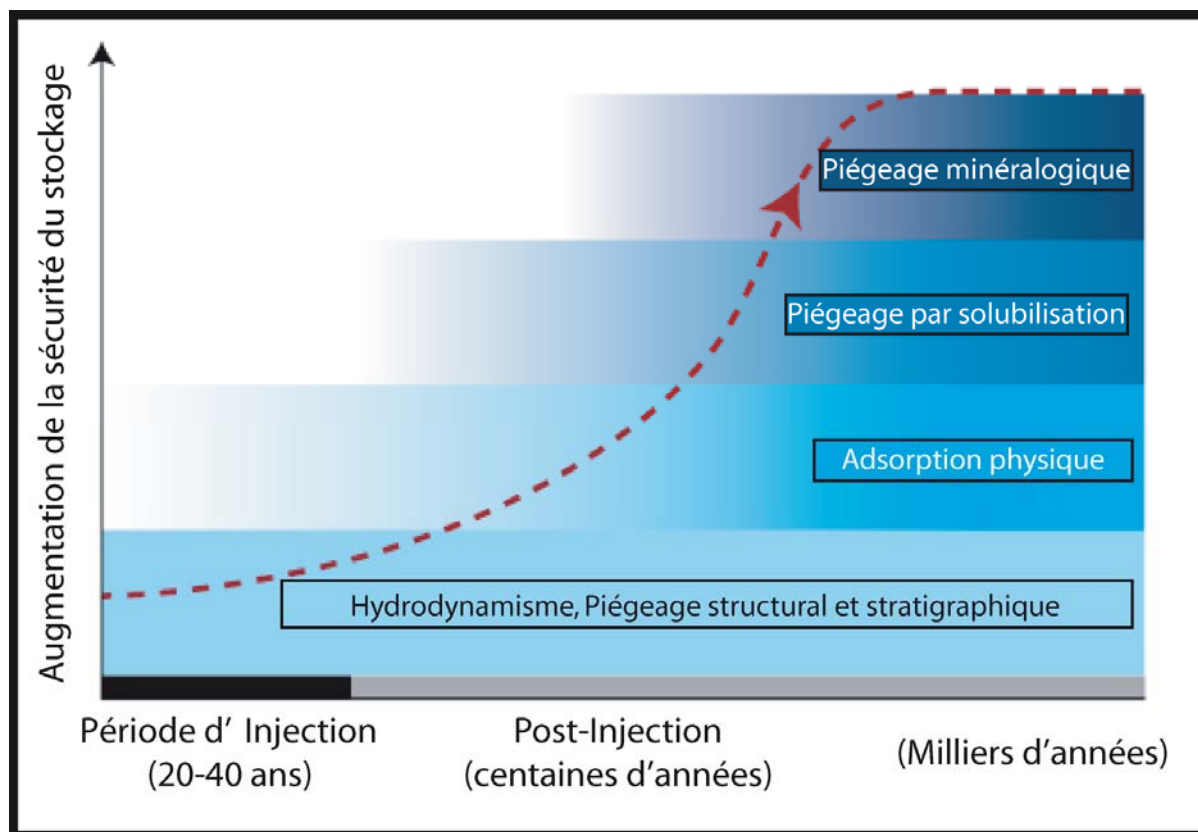 Augmentation de la sécurité du stockage
Piégeage minéralogique
Piégeage par solubilisation
Adsorption physique
Hydrodynamisme, Piégeage structural et stratigraphique
Période d' Injection
(20-40 ans)
Post-Injection
(centaines d'années)
(Milliers d'années)